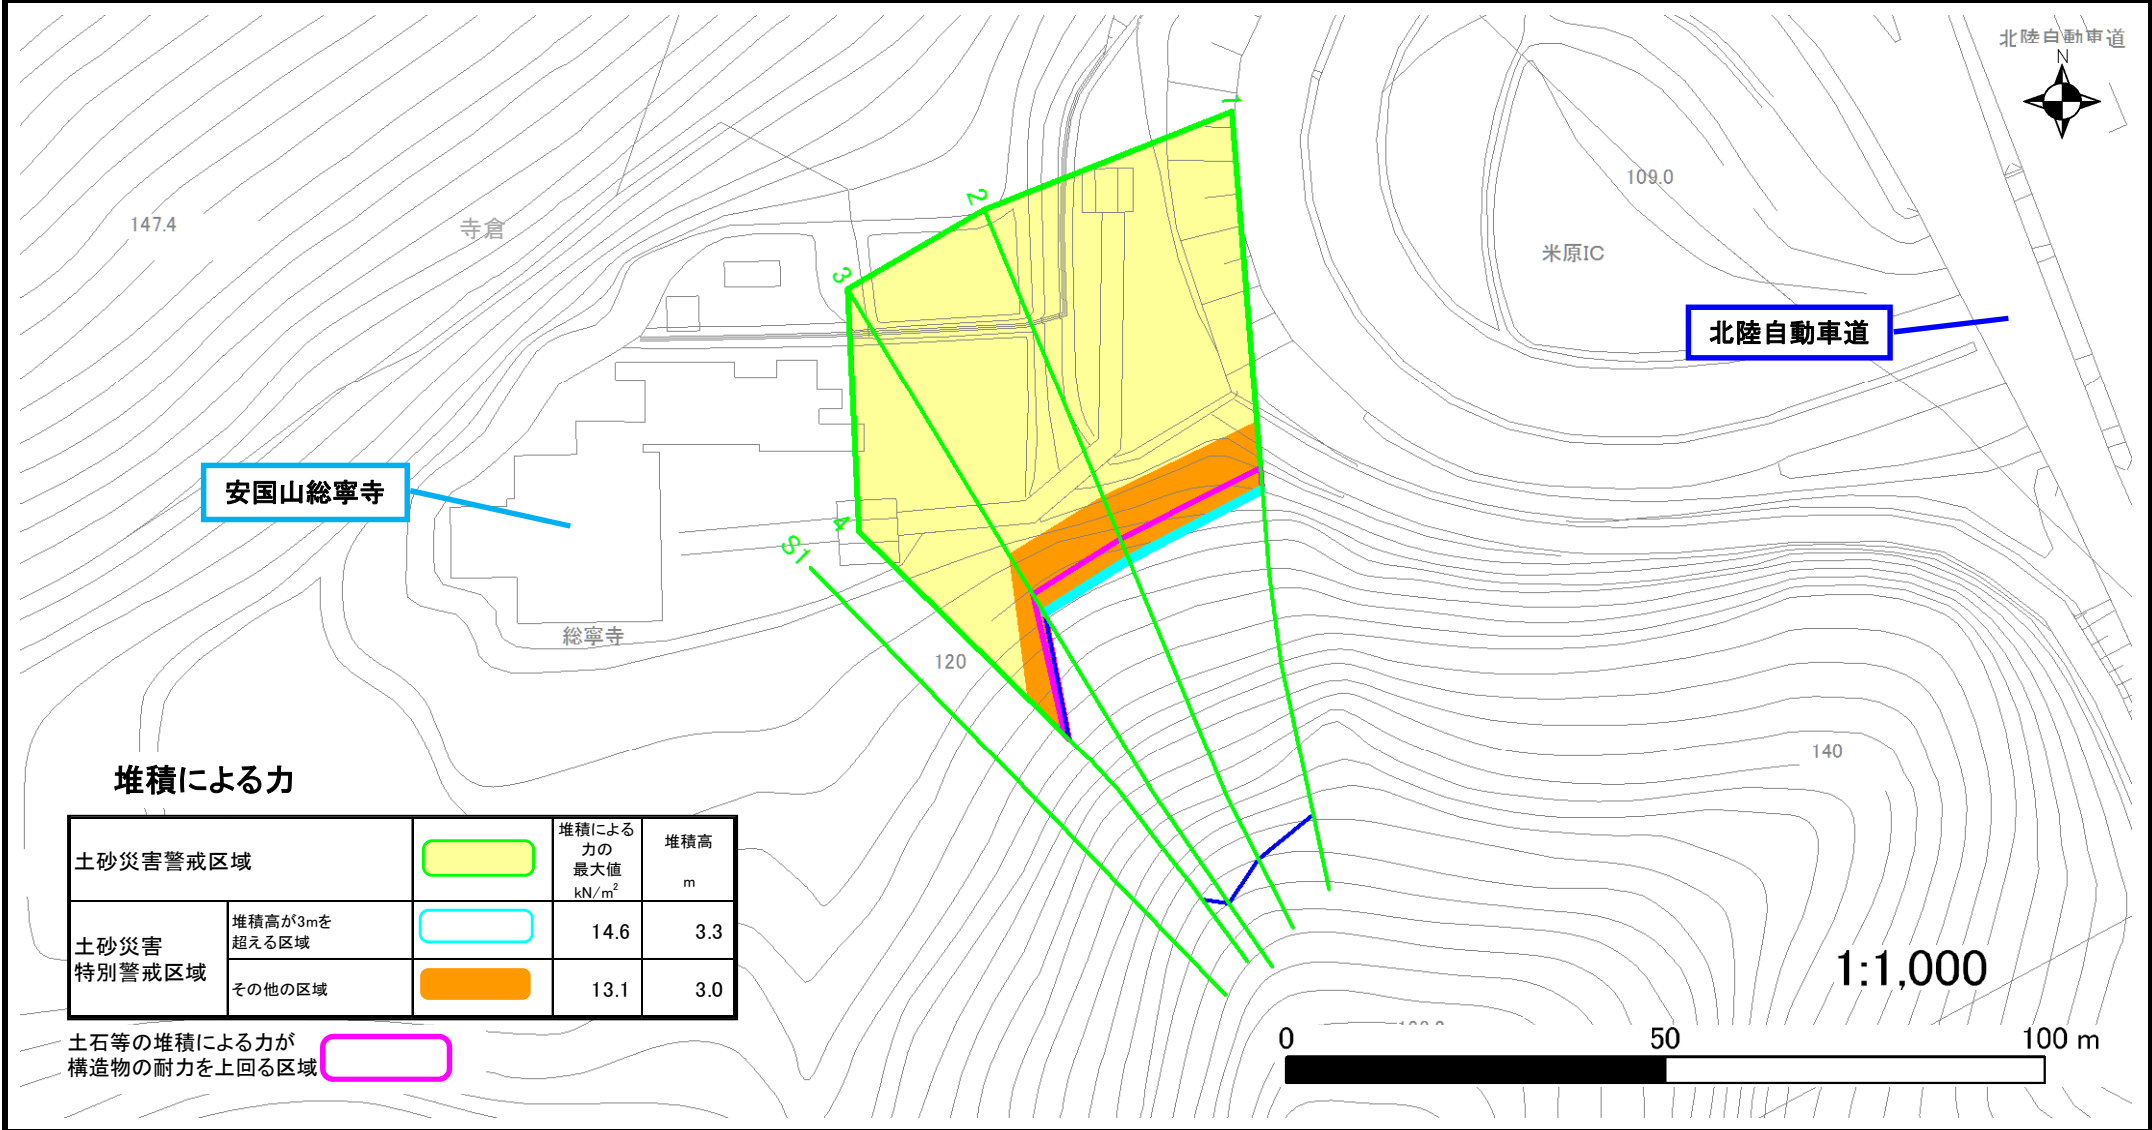 北陸自動車道
N
1
109.0
2
147.4
寺倉
米原IC
3
北陸自動車道
安国山総寧寺
4
S1
総寧寺
120
140
堆積による力
土砂災害警戒区域
堆積による
力の
最大値
kN/m²
堆積高
m
土砂災害
特別警戒区域
堆積高が3mを
超える区域
14.6
3.3
その他の区域
13.1
3.0
土石等の堆積による力が
構造物の耐力を上回る区域
1:1,000
0
50
100 m